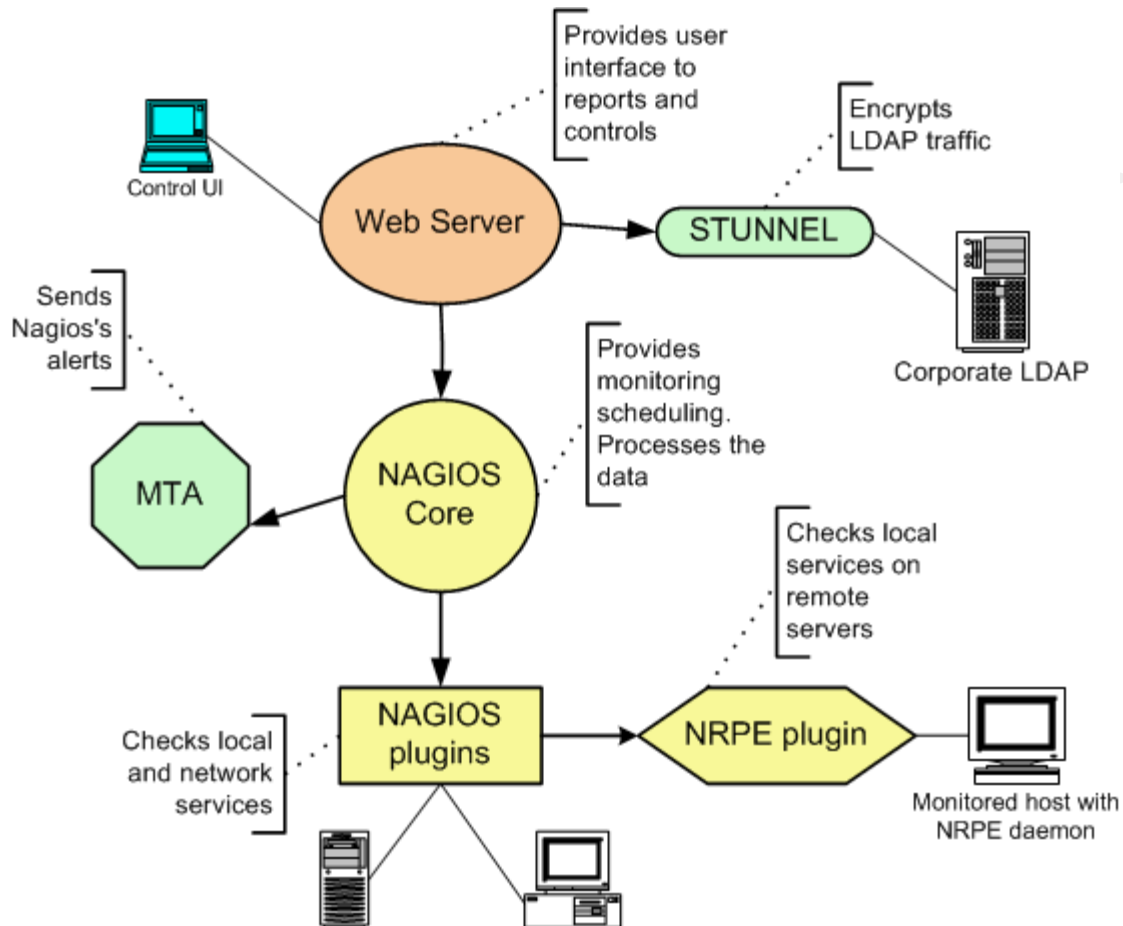 Provides user
interface to
reports and
controls
Encrypts
LDAP traffic
Control UI
Web Server
STUNNEL
Sends
Nagios's
alerts
Provides
monitoring
scheduling.
Processes the
data
Corporate LDAP
MTA
NAGIOS
Core
Checks local
services on
remote
servers
NAGIOS
plugins
NRPE plugin
Checks local
and network
services
Monitored host with
NRPE daemon